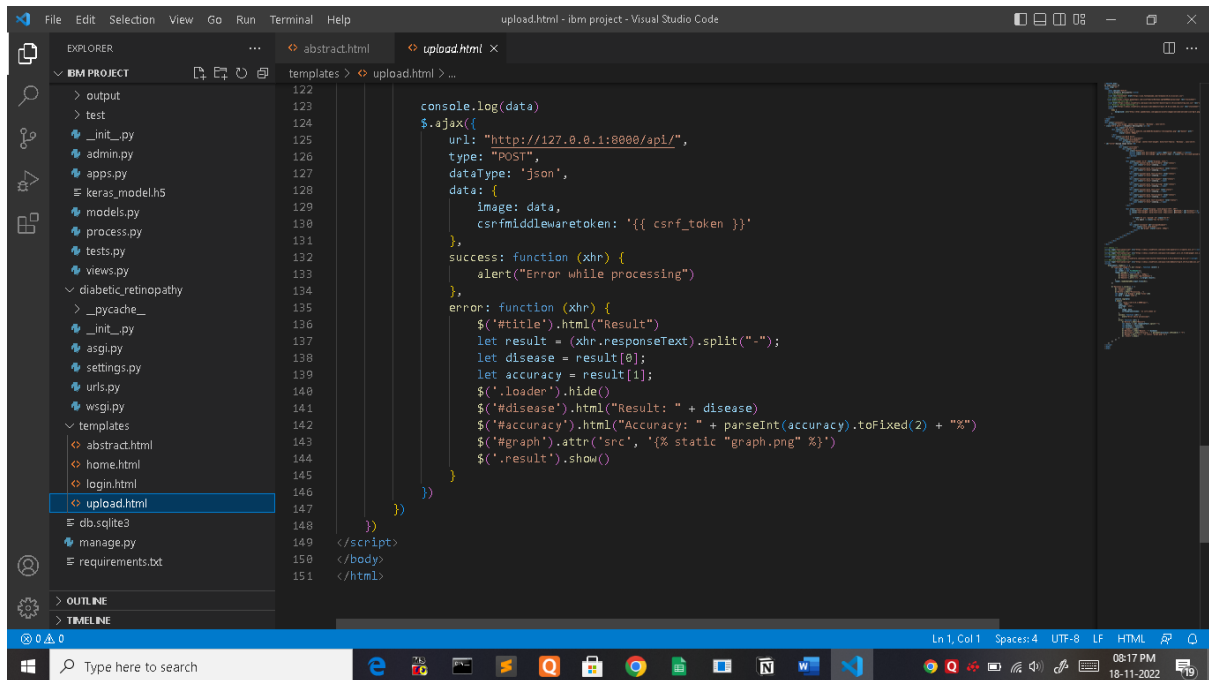 File Edit Selection View Go Run Terminal Help
upload.html - ibm project - Visual Studio Code
EXPLORER
abstract.html
upload.html
IBM PROJECT
templates > upload.html > ...
output
test
__init__.py
admin.py
apps.py
keras_model.h5
models.py
process.py
tests.py
views.py
diabetic_retinopathy
__pycache__
__init__.py
asgi.py
settings.py
urls.py
wsgi.py
templates
abstract.html
home.html
login.html
upload.html
db.sqlite3
manage.py
requirements.txt
OUTLINE
TIMELINE
122
123 console.log(data)
124 $.ajax({
125 url: "http://127.0.0.1:8000/api/",
126 type: "POST",
127 dataType: 'json',
128 data: {
129 image: data,
130 csrfmiddlewaretoken: '{{ csrf_token }}'
131 },
132 success: function (xhr) {
133 alert("Error while processing")
134 },
135 error: function (xhr) {
136 $('#title').html("Result")
137 let result = (xhr.responseText).split("-");
138 let disease = result[0];
139 let accuracy = result[1];
140 $('.loader').hide()
141 $('#disease').html("Result: " + disease)
142 $('#accuracy').html("Accuracy: " + parseInt(accuracy).toFixed(2) + "%")
143 $('#graph').attr('src', '{% static "graph.png" %}')
144 $('.result').show()
145 }
146 })
147 })
148 })
149 </script>
150 </body>
151 </html>
0 0
Ln 1, Col 1 Spaces: 4 UTF-8 LF HTML
Type here to search
08:17 PM
18-11-2022
19